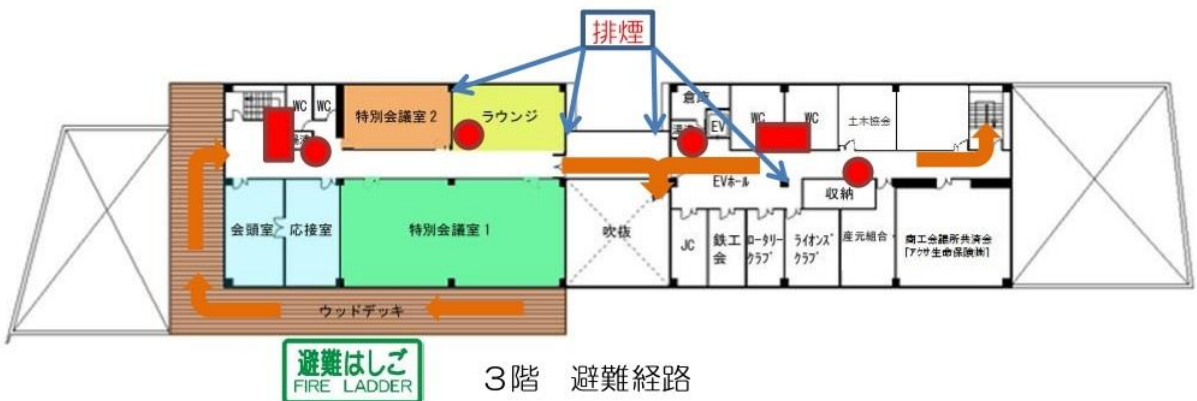 排煙
WC
WC
特別会議室2
ラウンジ
倉庫
EV
WC
WC
土木協会
EVホール
収納
会頭室
応接室
特別会議室1
吹抜
JC
鉄工
会
ロータリー
クラブ
ライオンズ
クラブ
産元組合
商工会議所共済会
「アクサ生命保険㈱」
ウッドデッキ
避難はしご
FIRE LADDER
3階 避難経路